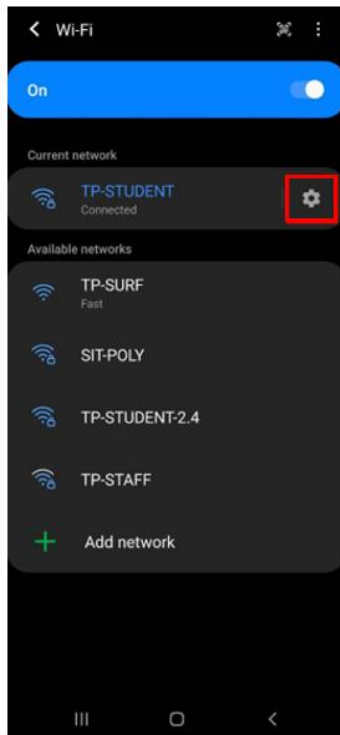 Wi-Fi
On
Current network
TP-STUDENT
Connected
Available networks
TP-SURF
Fast
SIT-POLY
TP-STUDENT-2.4
TP-STAFF
Add network